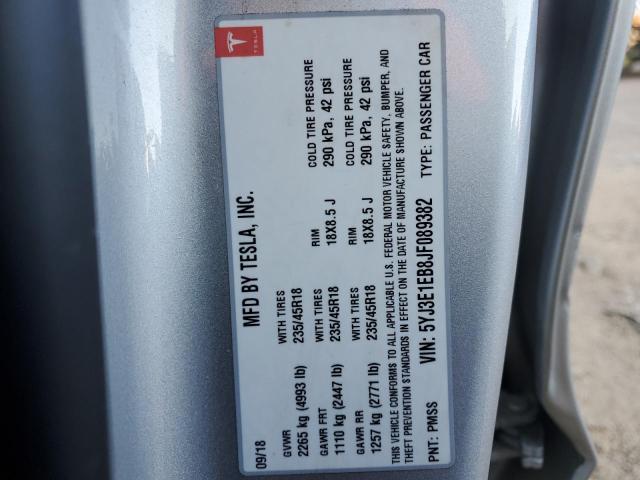 TESLA
MFD BY TESLA, INC.
09/18
GVWR WITH TIRES RIM COLD TIRE PRESSURE
2265 kg (4993 lb) 235/45R18 18X8.5 J 290 kPa, 42 psi
GAWR FRT WITH TIRES RIM COLD TIRE PRESSURE
1110 kg (2447 lb) 235/45R18 18X8.5 J 290 kPa, 42 psi
GAWR RR WITH TIRES
1257 kg (2771 lb) 235/45R18
THIS VEHICLE CONFORMS TO ALL APPLICABLE U.S. FEDERAL MOTOR VEHICLE SAFETY, BUMPER, AND
THEFT PREVENTION STANDARDS IN EFFECT ON THE DATE OF MANUFACTURE SHOWN ABOVE.
PNT: PMSS VIN: 5YJ3E1EB8JF089382 TYPE: PASSENGER CAR